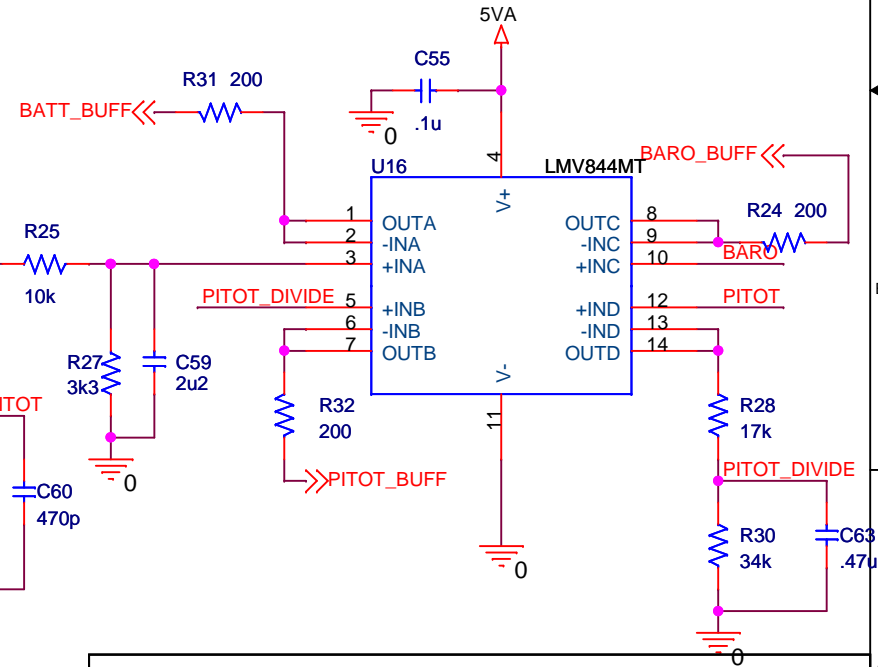 5VA
C55
R31 200
BATT_BUFF
.1u
0
4
BARO_BUFF
U16
LMV844MT
V+
1
OUTA
OUTC
8
R24 200
2
-INA
-INC
9
R25
3
+INA
+INC
10
BARO
10k
PITOT_DIVIDE
5
+INB
+IND
12
PITOT
6
-INB
-IND
13
7
OUTB
OUTD
14
R27
3k3
C59
2u2
V-
11
R32
200
R28
17k
ITOT
0
PITOT_BUFF
PITOT_DIVIDE
C60
470p
R30
34k
C63
.47u
0
0